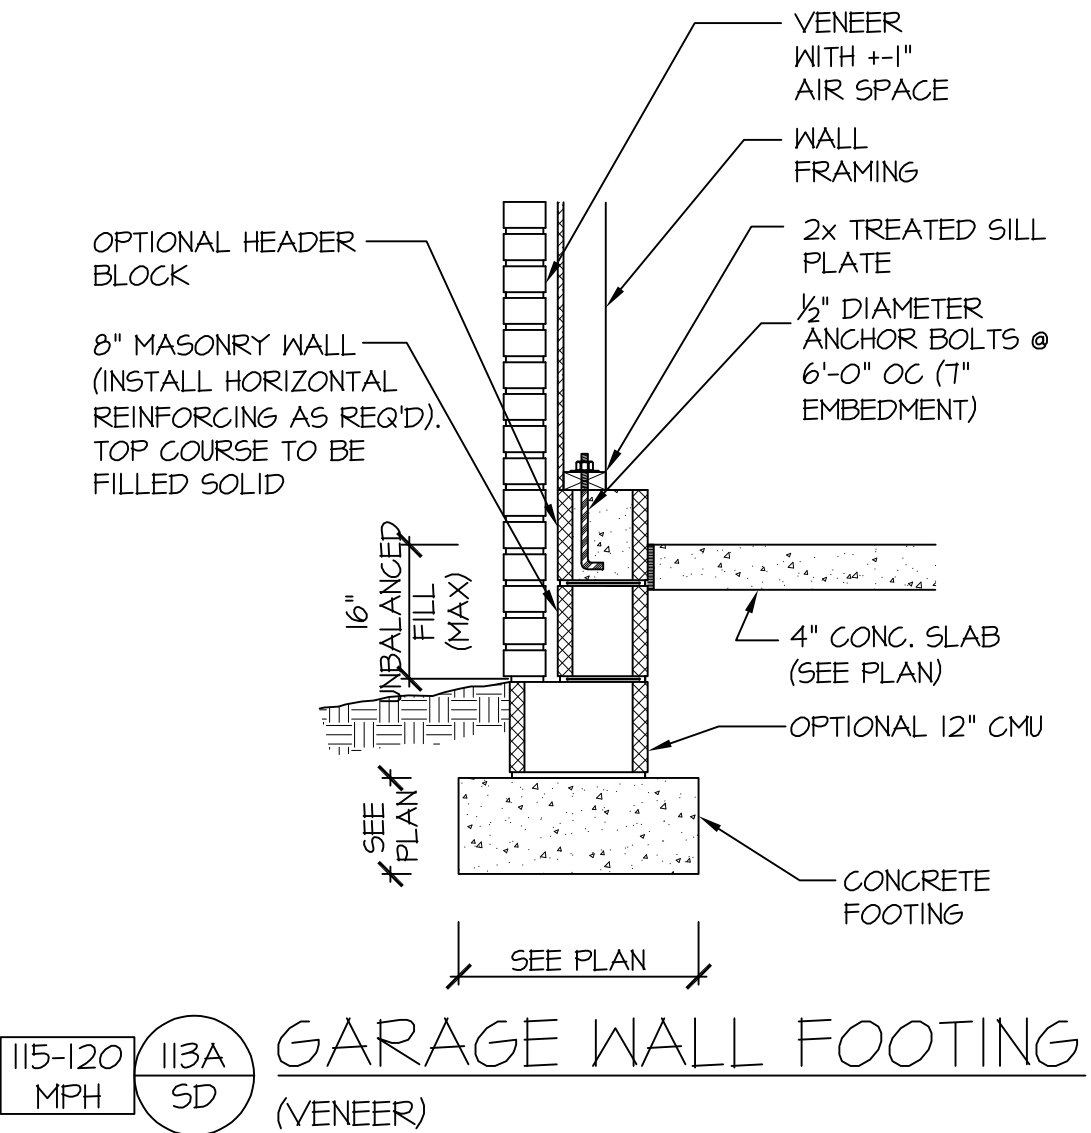 VENEER
WITH +-1"
AIR SPACE
WALL
FRAMING
2x TREATED SILL
PLATE
½" DIAMETER
ANCHOR BOLTS @
6'-0" OC (7"
EMBEDMENT)
OPTIONAL HEADER
BLOCK
8" MASONRY WALL
(INSTALL HORIZONTAL
REINFORCING AS REQ'D).
TOP COURSE TO BE
FILLED SOLID
16"
UNBALANCED
FILL
(MAX)
4" CONC. SLAB
(SEE PLAN)
OPTIONAL 12" CMU
SEE
PLAN
CONCRETE
FOOTING
SEE PLAN
115-120
MPH
113A
SD
GARAGE WALL FOOTING
(VENEER)